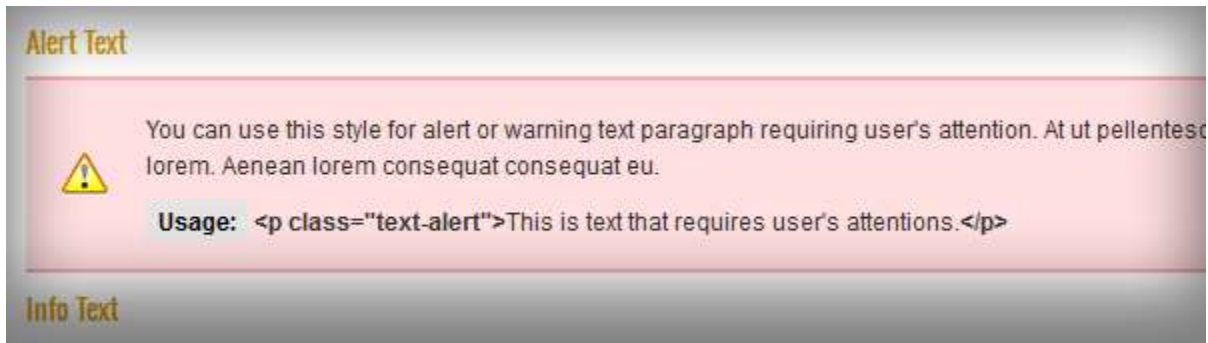 Alert Text
You can use this style for alert or warning text paragraph requiring user's attention. At ut
lorem. Aenean lorem consequat consequat eu.
Usage: <p class="text-alert">This is text that requires user's attentions.</p>
Info Text